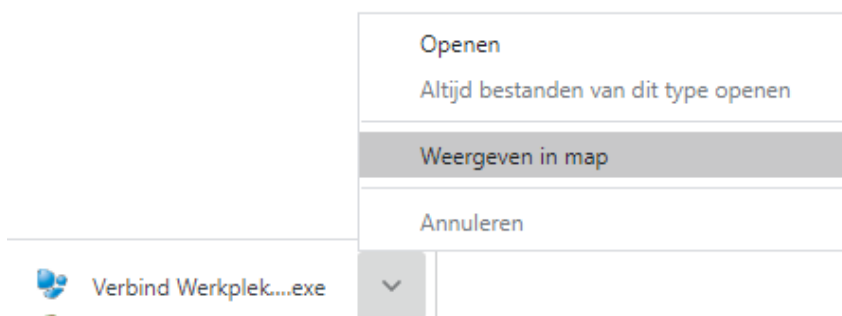 Openen
Altijd bestanden van dit type openen
Weergeven in map
Annuleren
Verbind Werkplek....exe